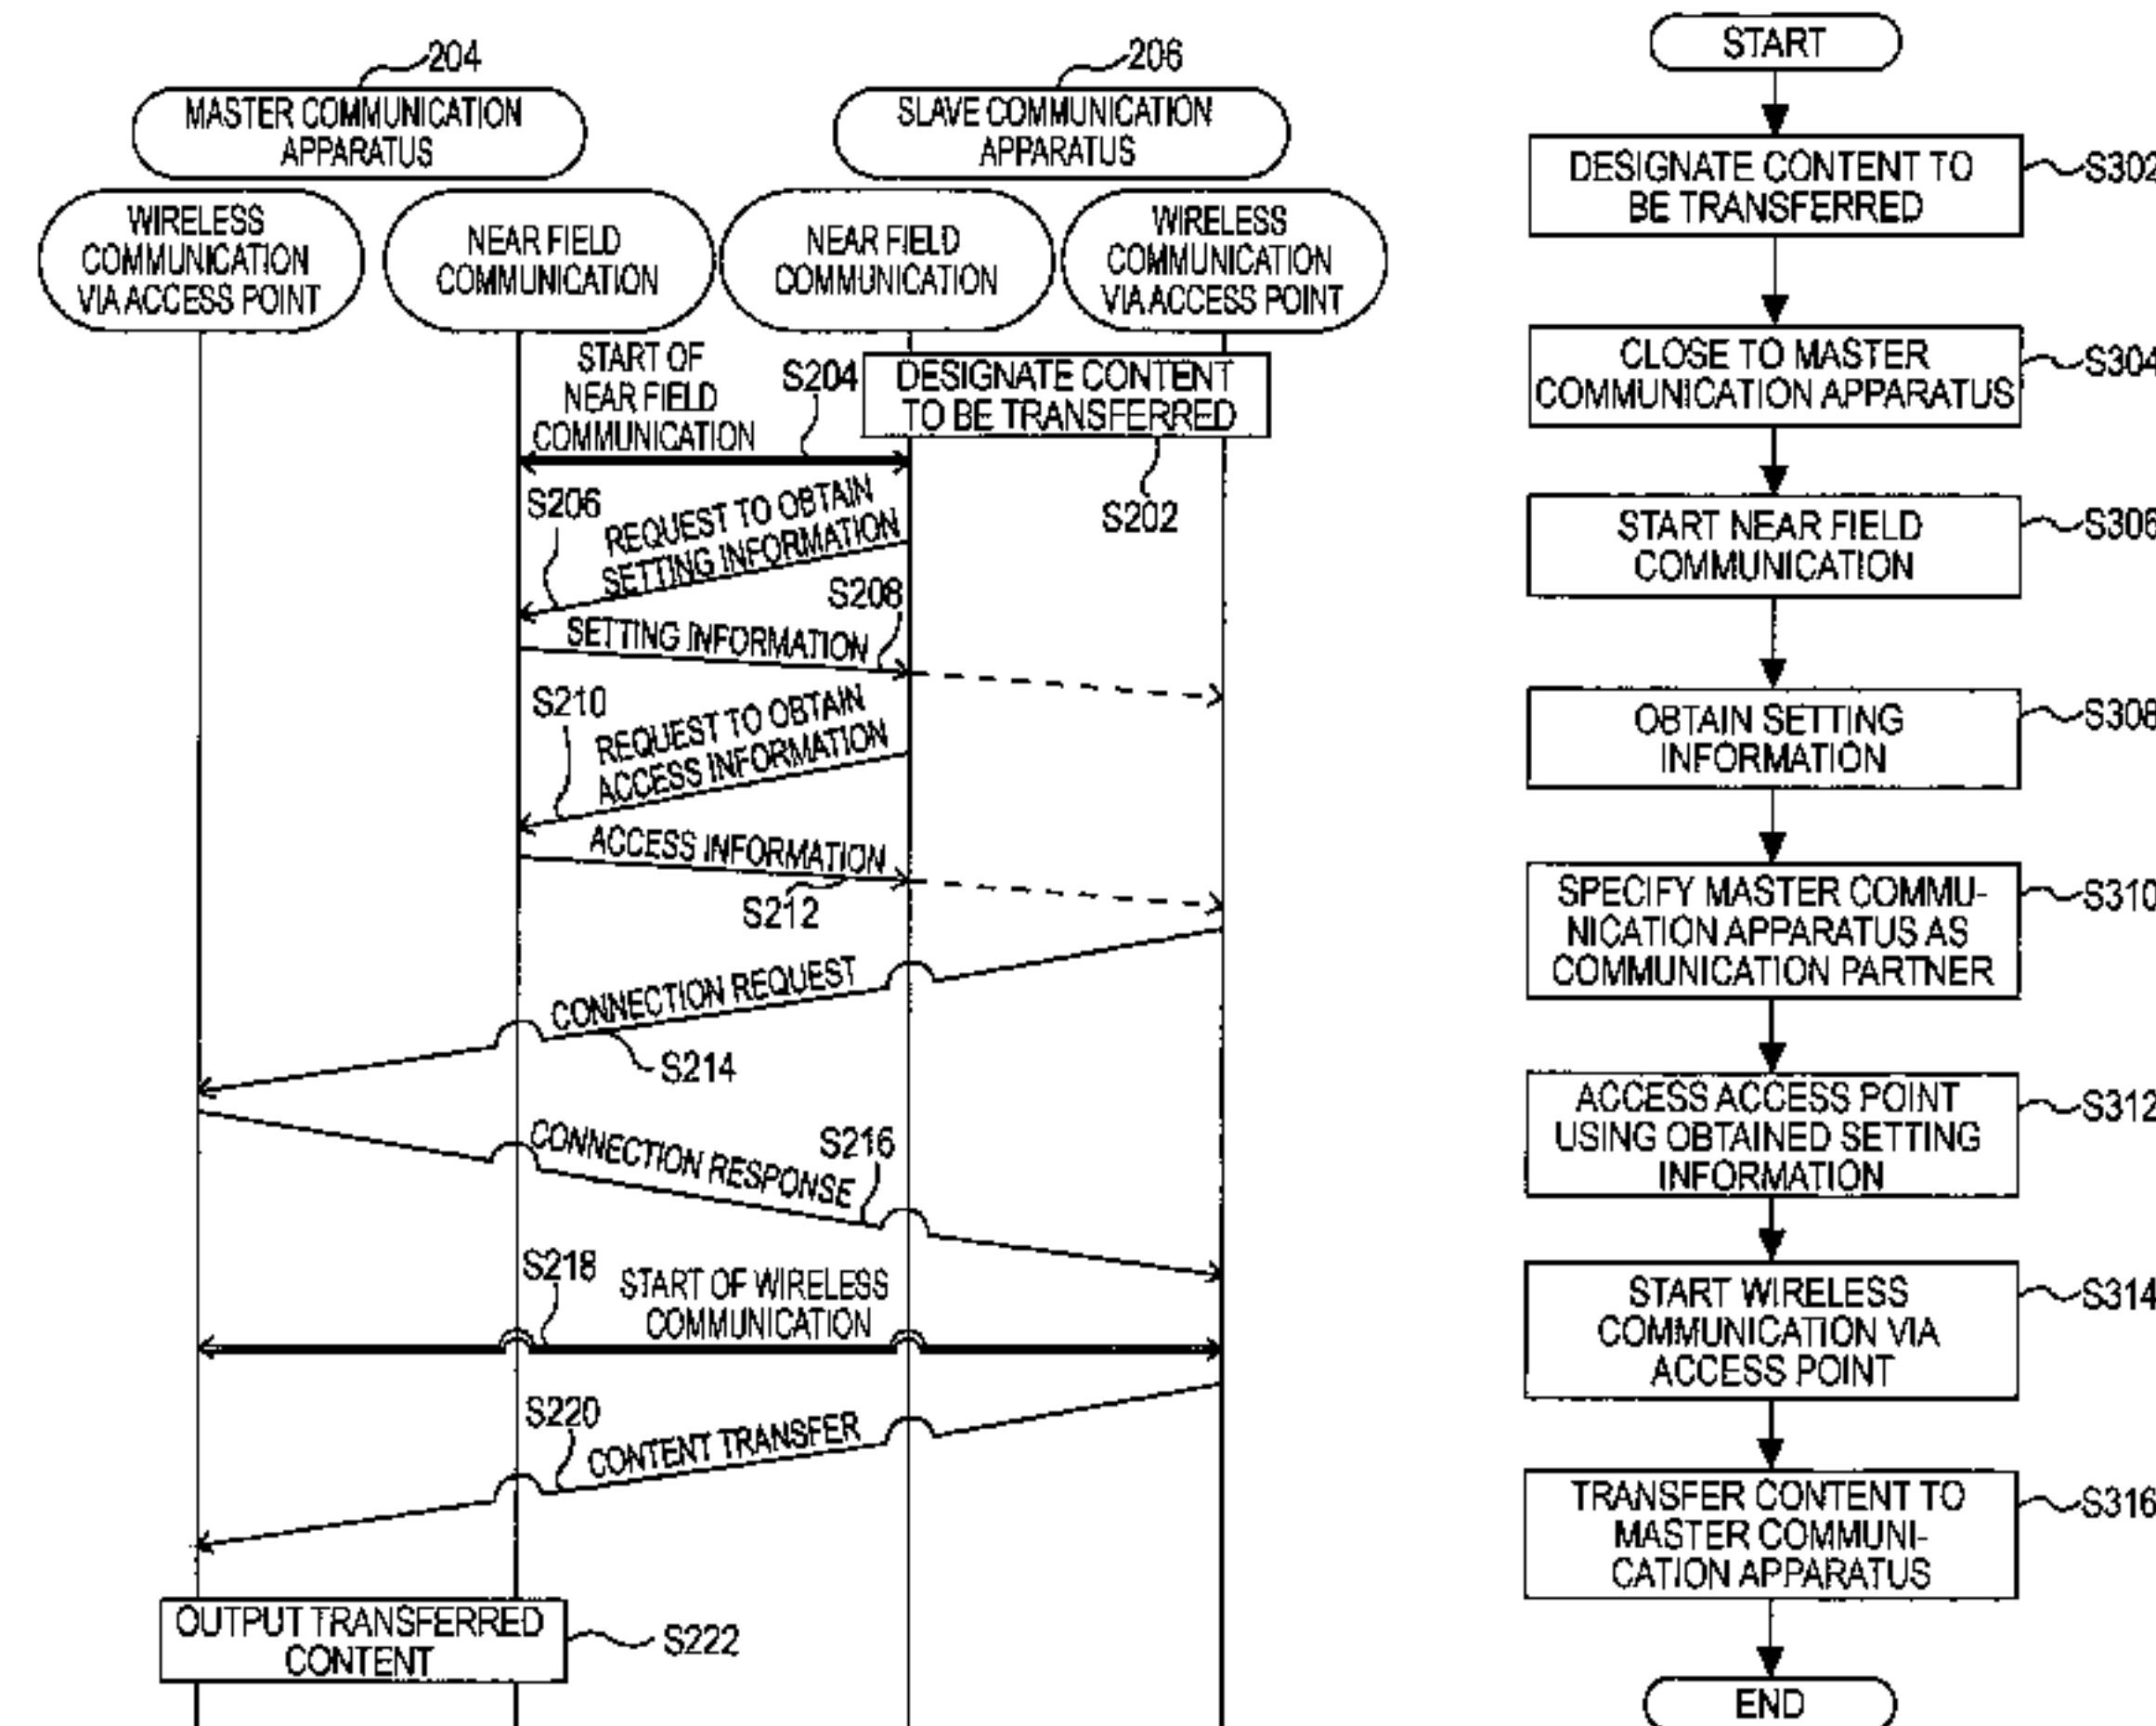 204
MASTER COMMUNICATION
APPARATUS
206
SLAVE COMMUNICATION
APPARATUS
WIRELESS
COMMUNICATION
VIA ACCESS POINT
NEAR FIELD
COMMUNICATION
NEAR FIELD
COMMUNICATION
WIRELESS
COMMUNICATION
VIA ACCESS POINT
START OF
NEAR FIELD
COMMUNICATION
S204
DESIGNATE CONTENT
TO BE TRANSFERRED
S202
S206
REQUEST TO OBTAIN
SETTING INFORMATION
S208
SETTING INFORMATION
S210
REQUEST TO OBTAIN
ACCESS INFORMATION
ACCESS INFORMATION
S212
CONNECTION REQUEST
S214
CONNECTION RESPONSE
S216
S218
START OF WIRELESS
COMMUNICATION
S220
CONTENT TRANSFER
OUTPUT TRANSFERRED
CONTENT
S222
START
DESIGNATE CONTENT TO
BE TRANSFERRED
S302
CLOSE TO MASTER
COMMUNICATION APPARATUS
S304
START NEAR FIELD
COMMUNICATION
S306
OBTAIN SETTING
INFORMATION
S308
SPECIFY MASTER COMMU-
NICATION APPARATUS AS
COMMUNICATION PARTNER
S310
ACCESS ACCESS POINT
USING OBTAINED SETTING
INFORMATION
S312
START WIRELESS
COMMUNICATION VIA
ACCESS POINT
S314
TRANSFER CONTENT TO
MASTER COMMUNI-
CATION APPARATUS
S316
END